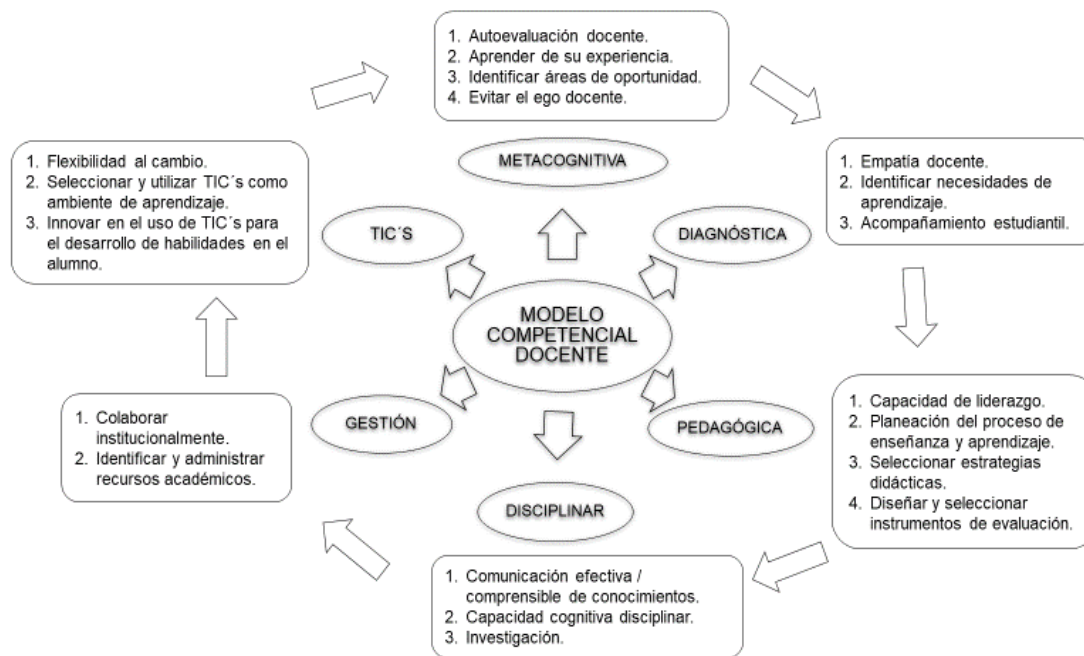 1. Autoevaluación docente.
2. Aprender de su experiencia.
3. Identificar áreas de oportunidad.
4. Evitar el ego docente.
METACOGNITIVA
1. Flexibilidad al cambio.
2. Seleccionar y utilizar TIC´s como
ambiente de aprendizaje.
3. Innovar en el uso de TIC´s para
el desarrollo de habilidades en el
alumno.
TIC´S
DIAGNÓSTICA
1. Empatía docente.
2. Identificar necesidades de
aprendizaje.
3. Acompañamiento estudiantil.
MODELO
COMPETENCIAL
DOCENTE
1. Colaborar
institucionalmente.
2. Identificar y administrar
recursos académicos.
GESTIÓN
PEDAGÓGICA
1. Capacidad de liderazgo.
2. Planeación del proceso de
enseñanza y aprendizaje.
3. Seleccionar estrategias
didácticas.
4. Diseñar y seleccionar
instrumentos de evaluación.
DISCIPLINAR
1. Comunicación efectiva /
comprensible de conocimientos.
2. Capacidad cognitiva disciplinar.
3. Investigación.